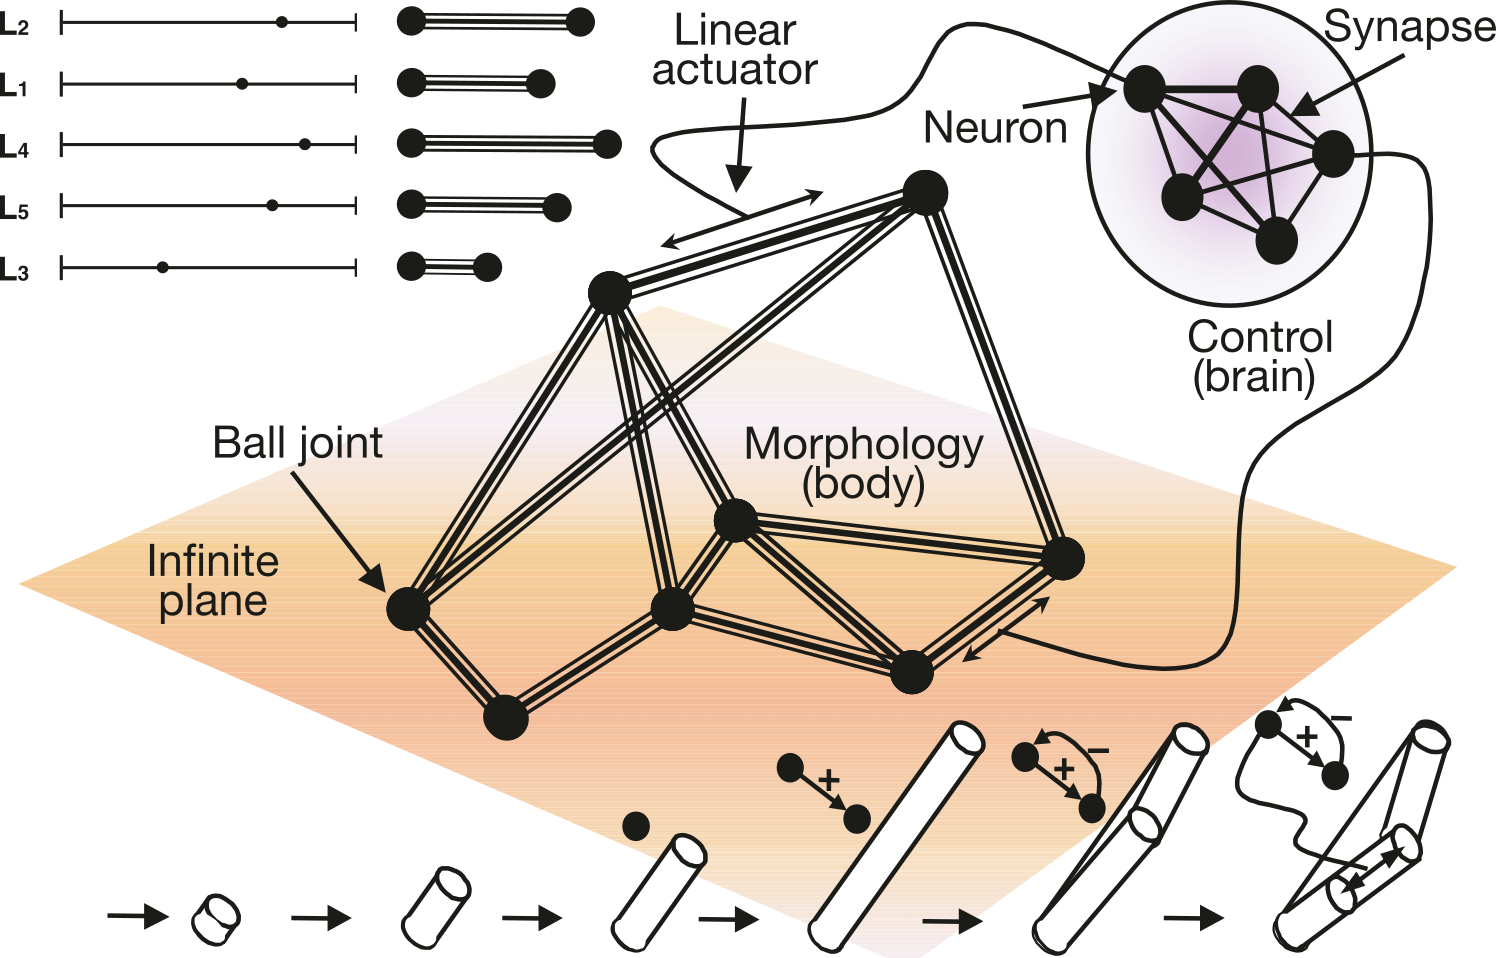 L2
L1
L4
L5
L3
Linear
actuator
Synapse
Neuron
Control
(brain)
Ball joint
Morphology
(body)
Infinite
plane
+
+
−
+
−